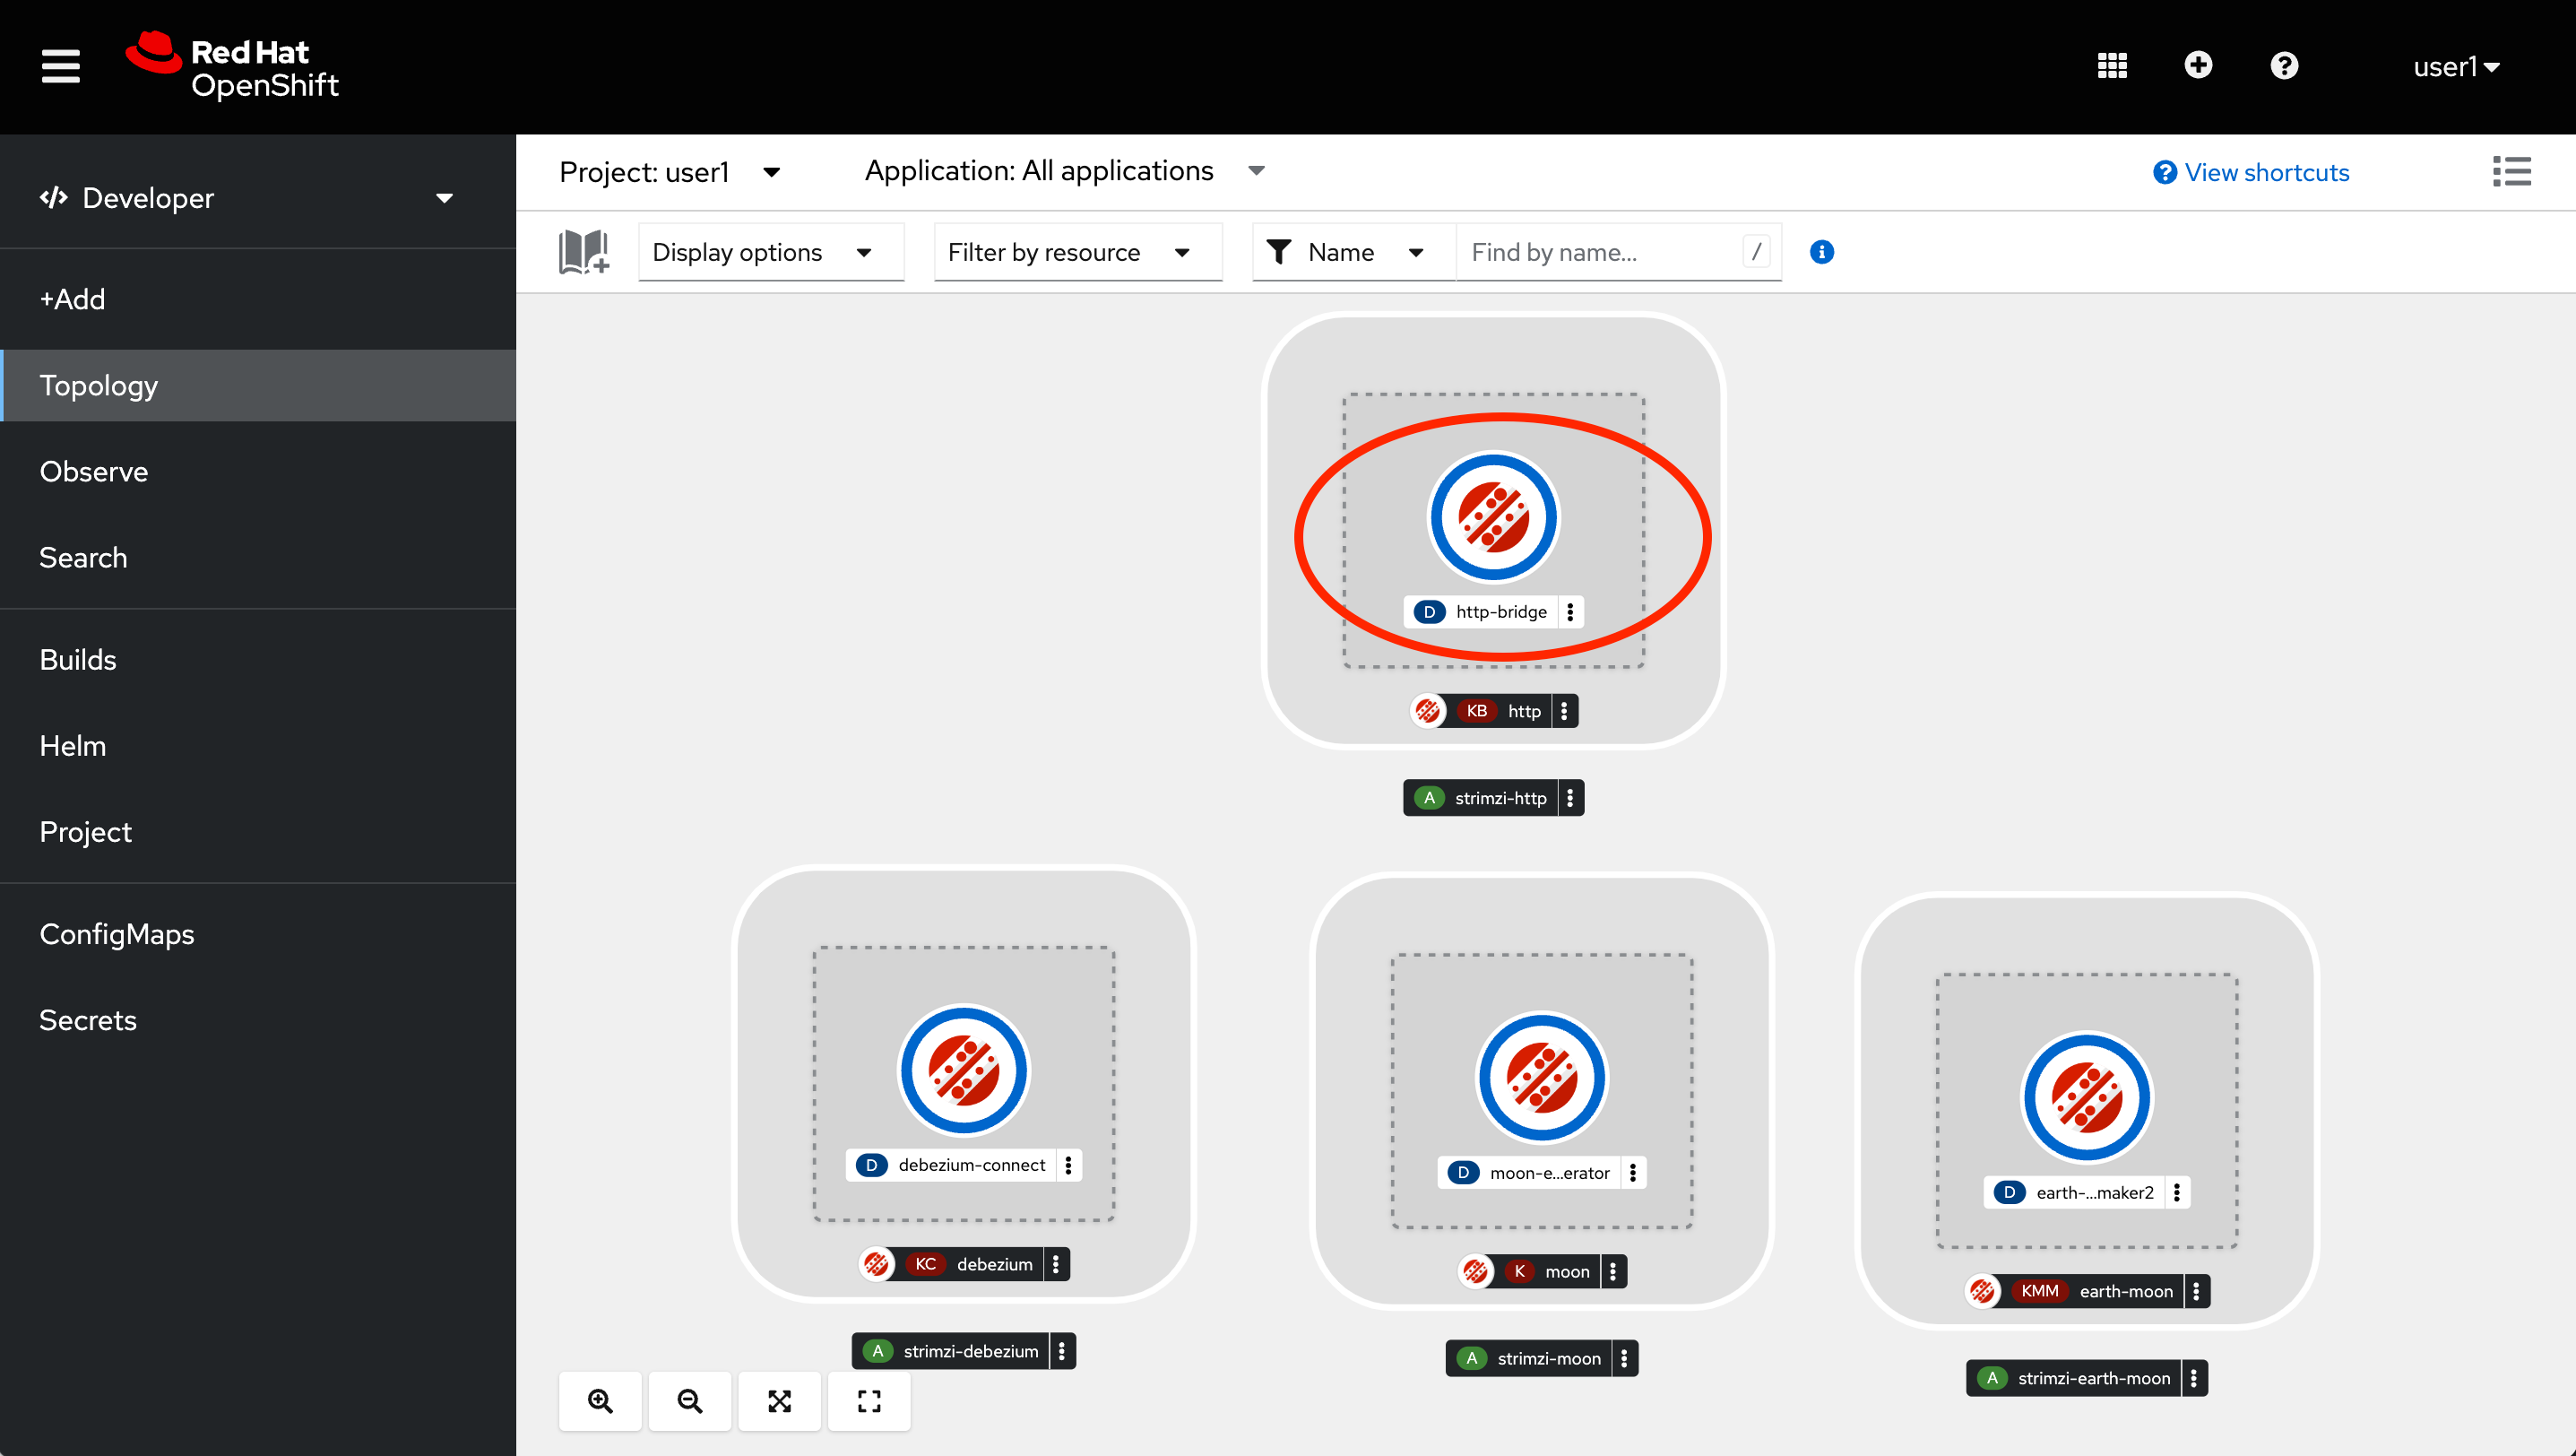 Red Hat
OpenShift
user1
Developer
+Add
Topology
Observe
Search
Builds
Helm
Project
ConfigMaps
Secrets
Project: user1
Application: All applications
View shortcuts
Display options
Filter by resource
Name
Find by name...
/
D http-bridge
KB http
A strimzi-http
D debezium-connect
KC debezium
A strimzi-debezium
D moon-e...erator
K moon
A strimzi-moon
D earth-...maker2
KMM earth-moon
A strimzi-earth-moon